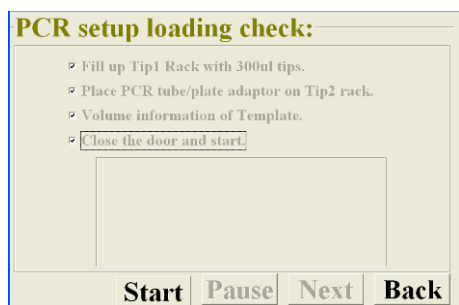 PCR setup loading check:
Fill up Tip1 Rack with 300ul tips.
Place PCR tube/plate adaptor on Tip2 rack.
Volume information of Template.
Close the door and start.
Start Pause Next Back